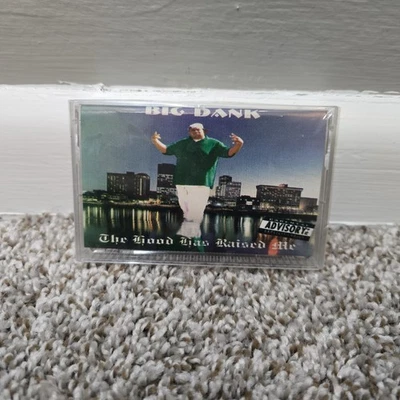 BIG DANK
ADVISORY
The Hood Has Raised Me